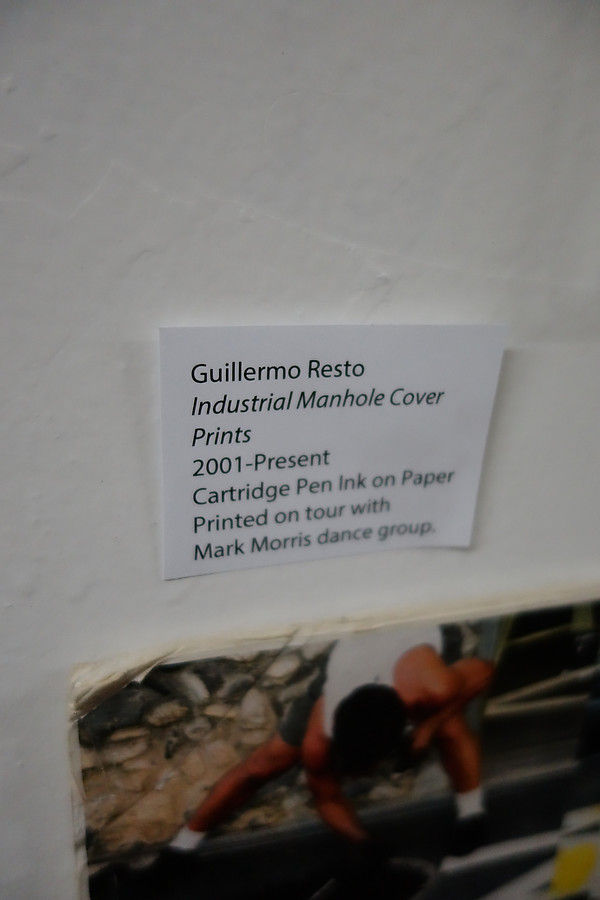 Guillermo Resto
Industrial Manhole Cover
Prints
2001-Present
Cartridge Pen Ink on Paper
Printed on tour with
Mark Morris dance group.